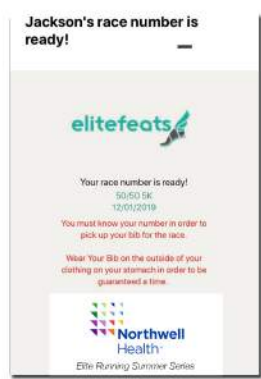 Jackson's race number is
ready!
elitefeats
Your race number is ready!
50/50 5K
12/01/2019
You must know your number in order to
pick up your bib for the race.
Wear Your Bib on the outside of your
clothing on your stomach in order to be
guaranteed a time.
Northwell
Health
Elite Running Summer Series